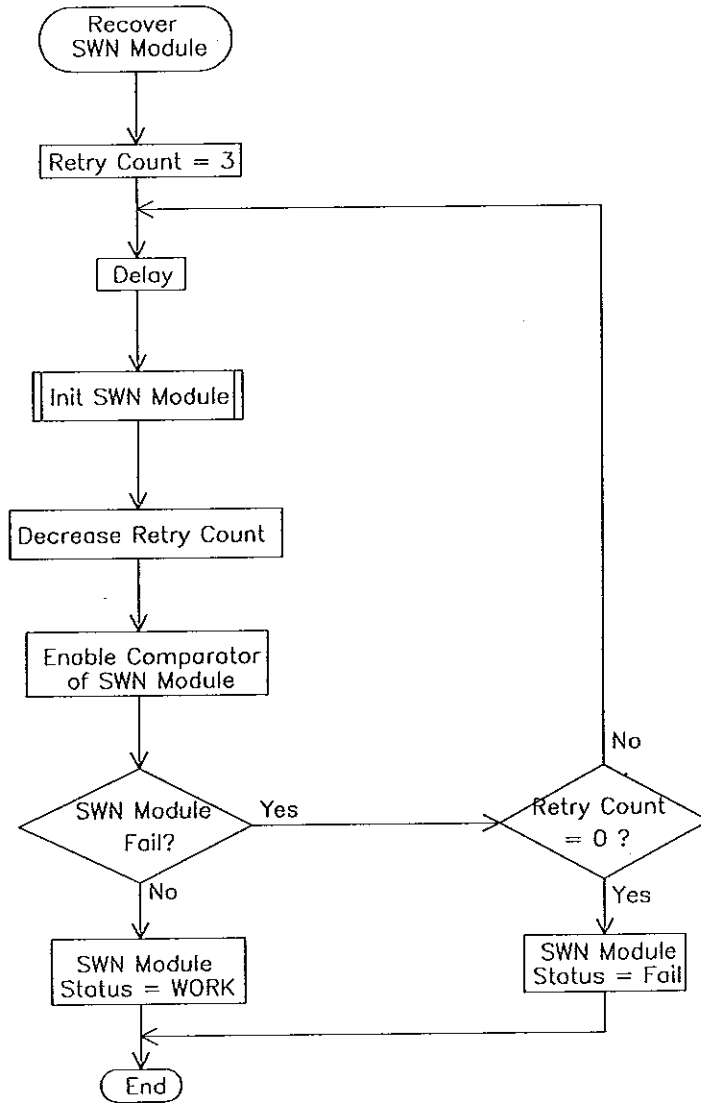 Recover
SWN Module
Retry Count = 3
Delay
Init SWN Module
Decrease Retry Count
Enable Comparator
of SWN Module
SWN Module
Fail?
Yes
No
Retry Count
= 0 ?
No
Yes
SWN Module
Status = WORK
SWN Module
Status = Fail
End